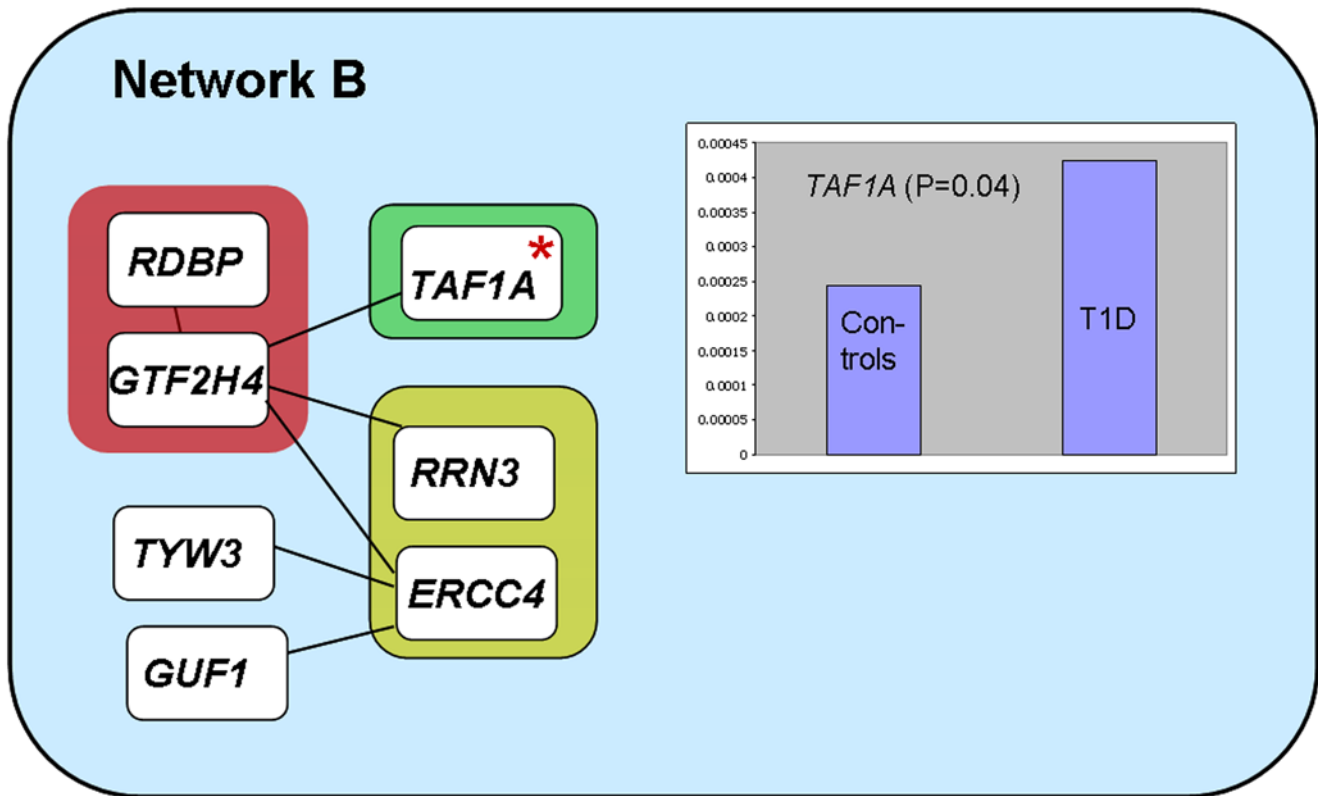 Network B
RDBP
GTF2H4
TAF1A*
RRN3
ERCC4
TYW3
GUF1
0.00045
0.0004
0.00035
0.0003
0.00025
0.0002
0.00015
0.0001
0.00005
0
TAF1A (P=0.04)
Con-
trols
T1D